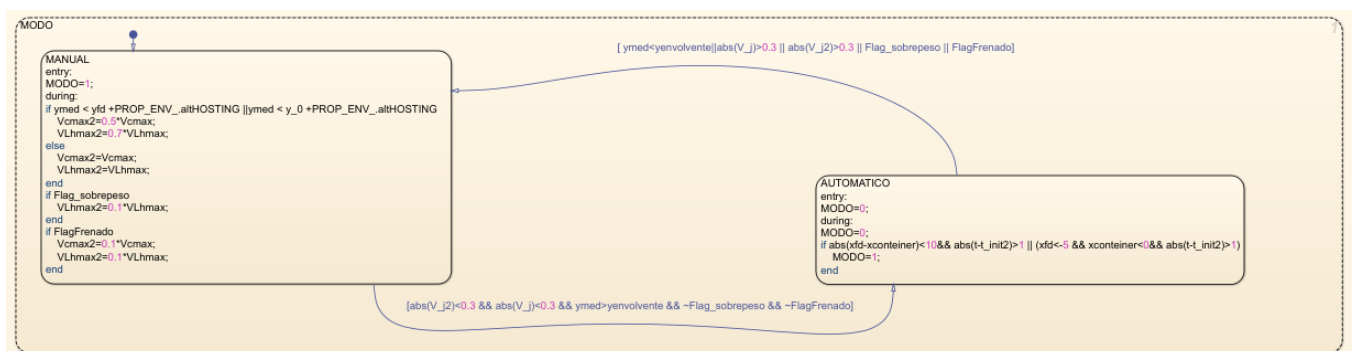 MODO
1
MANUAL
entry:
MODO=1;
during:
if ymed < yfd +PROP_ENV_.altHOSTING ||ymed < y_0 +PROP_ENV_.altHOSTING
Vcmax2=0.5*Vcmax;
VLhmax2=0.7*VLhmax;
else
Vcmax2=Vcmax;
VLhmax2=VLhmax;
end
if Flag_sobrepeso
VLhmax2=0.1*VLhmax;
end
if FlagFrenado
Vcmax2=0.1*Vcmax;
VLhmax2=0.1*VLhmax;
end
[ ymed<yenvolvente||abs(V_j)>0.3 || abs(V_j2)>0.3 || Flag_sobrepeso || FlagFrenado]
AUTOMATICO
entry:
MODO=0;
during:
MODO=0;
if abs(xfd-xconteiner)<10&& abs(t-t_init2)>1 || (xfd<-5 && xconteiner<0&& abs(t-t_init2)>1)
MODO=1;
end
[abs(V_j2)<0.3 && abs(V_j)<0.3 && ymed>yenvolvente && ~Flag_sobrepeso && ~FlagFrenado]